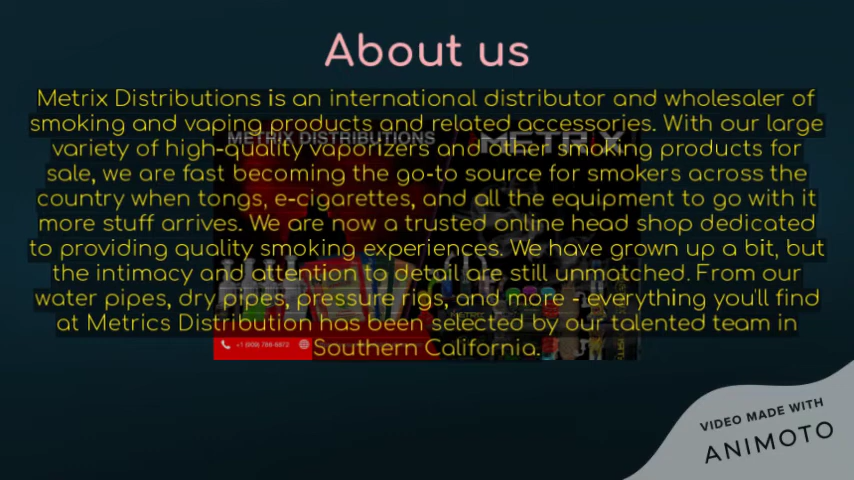 About us
Metrix Distributions is an international distributor and wholesaler of
smoking and vaping products and related accessories. With our large
variety of high-quality vaporizers and other smoking products for
sale, we are fast becoming the go-to source for smokers across the
country when tongs, e-cigarettes, and all the equipment to go with it
more stuff arrives. We are now a trusted online head shop dedicated
to providing quality smoking experiences. We have grown up a bit, but
the intimacy and attention to detail are still unmatched. From our
water pipes, dry pipes, pressure rigs, and more - everything you'll find
at Metrics Distribution has been selected by our talented team in
Southern California.
METRIX DISTRIBUTIONS
METRIX
VIDEO MADE WITH
ANIMOTO